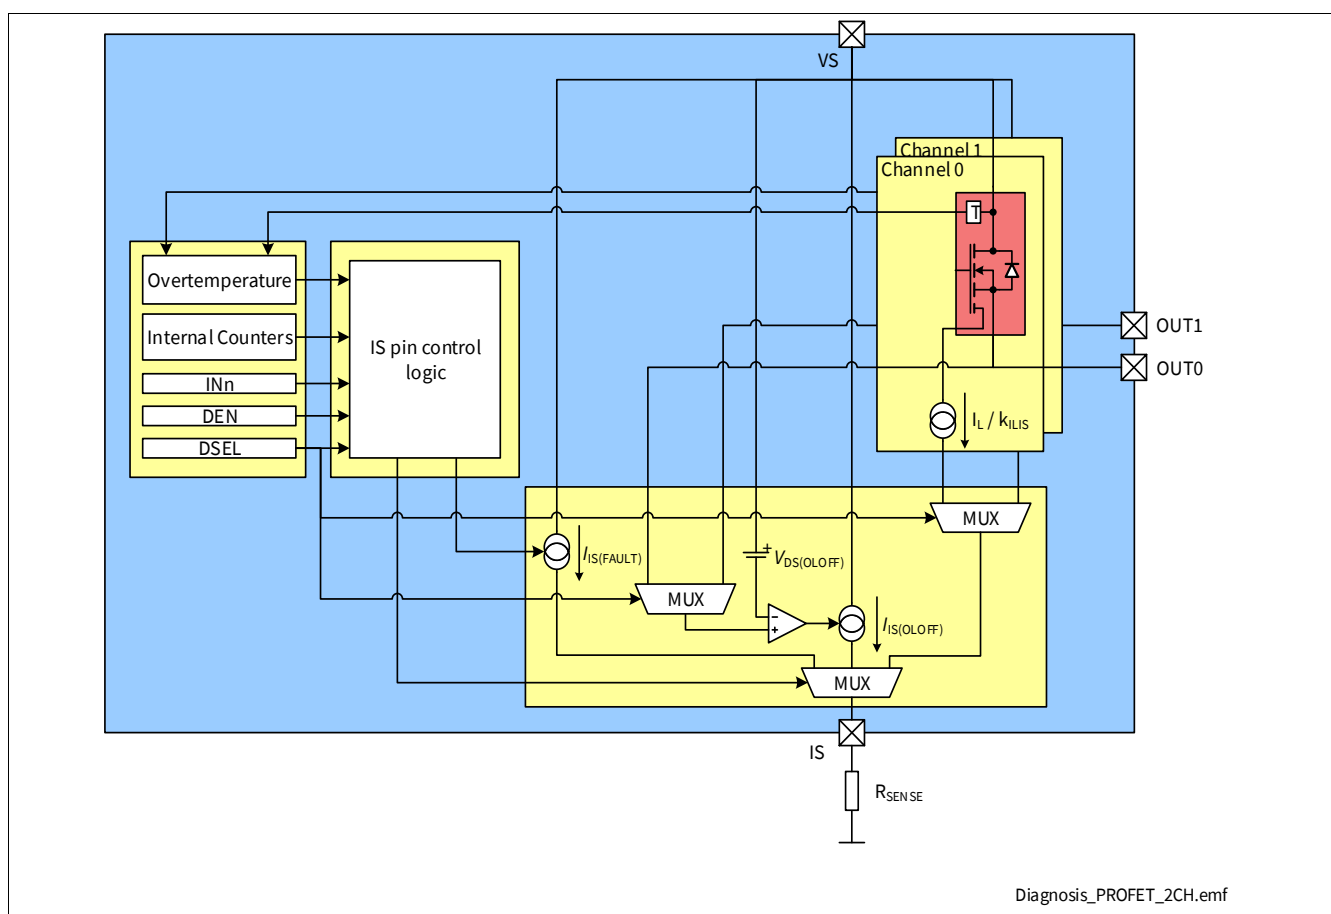 VS
Channel 1
Channel 0
T
Overtemperature
Internal Counters
INn
DEN
DSEL
IS pin control
logic
OUT1
OUT0
IL / kILIS
MUX
IIS(FAULT)
+
VDS(OLOFF)
MUX
-
+
IIS(OLOFF)
MUX
IS
RSENSE
Diagnosis_PROFET_2CH.emf